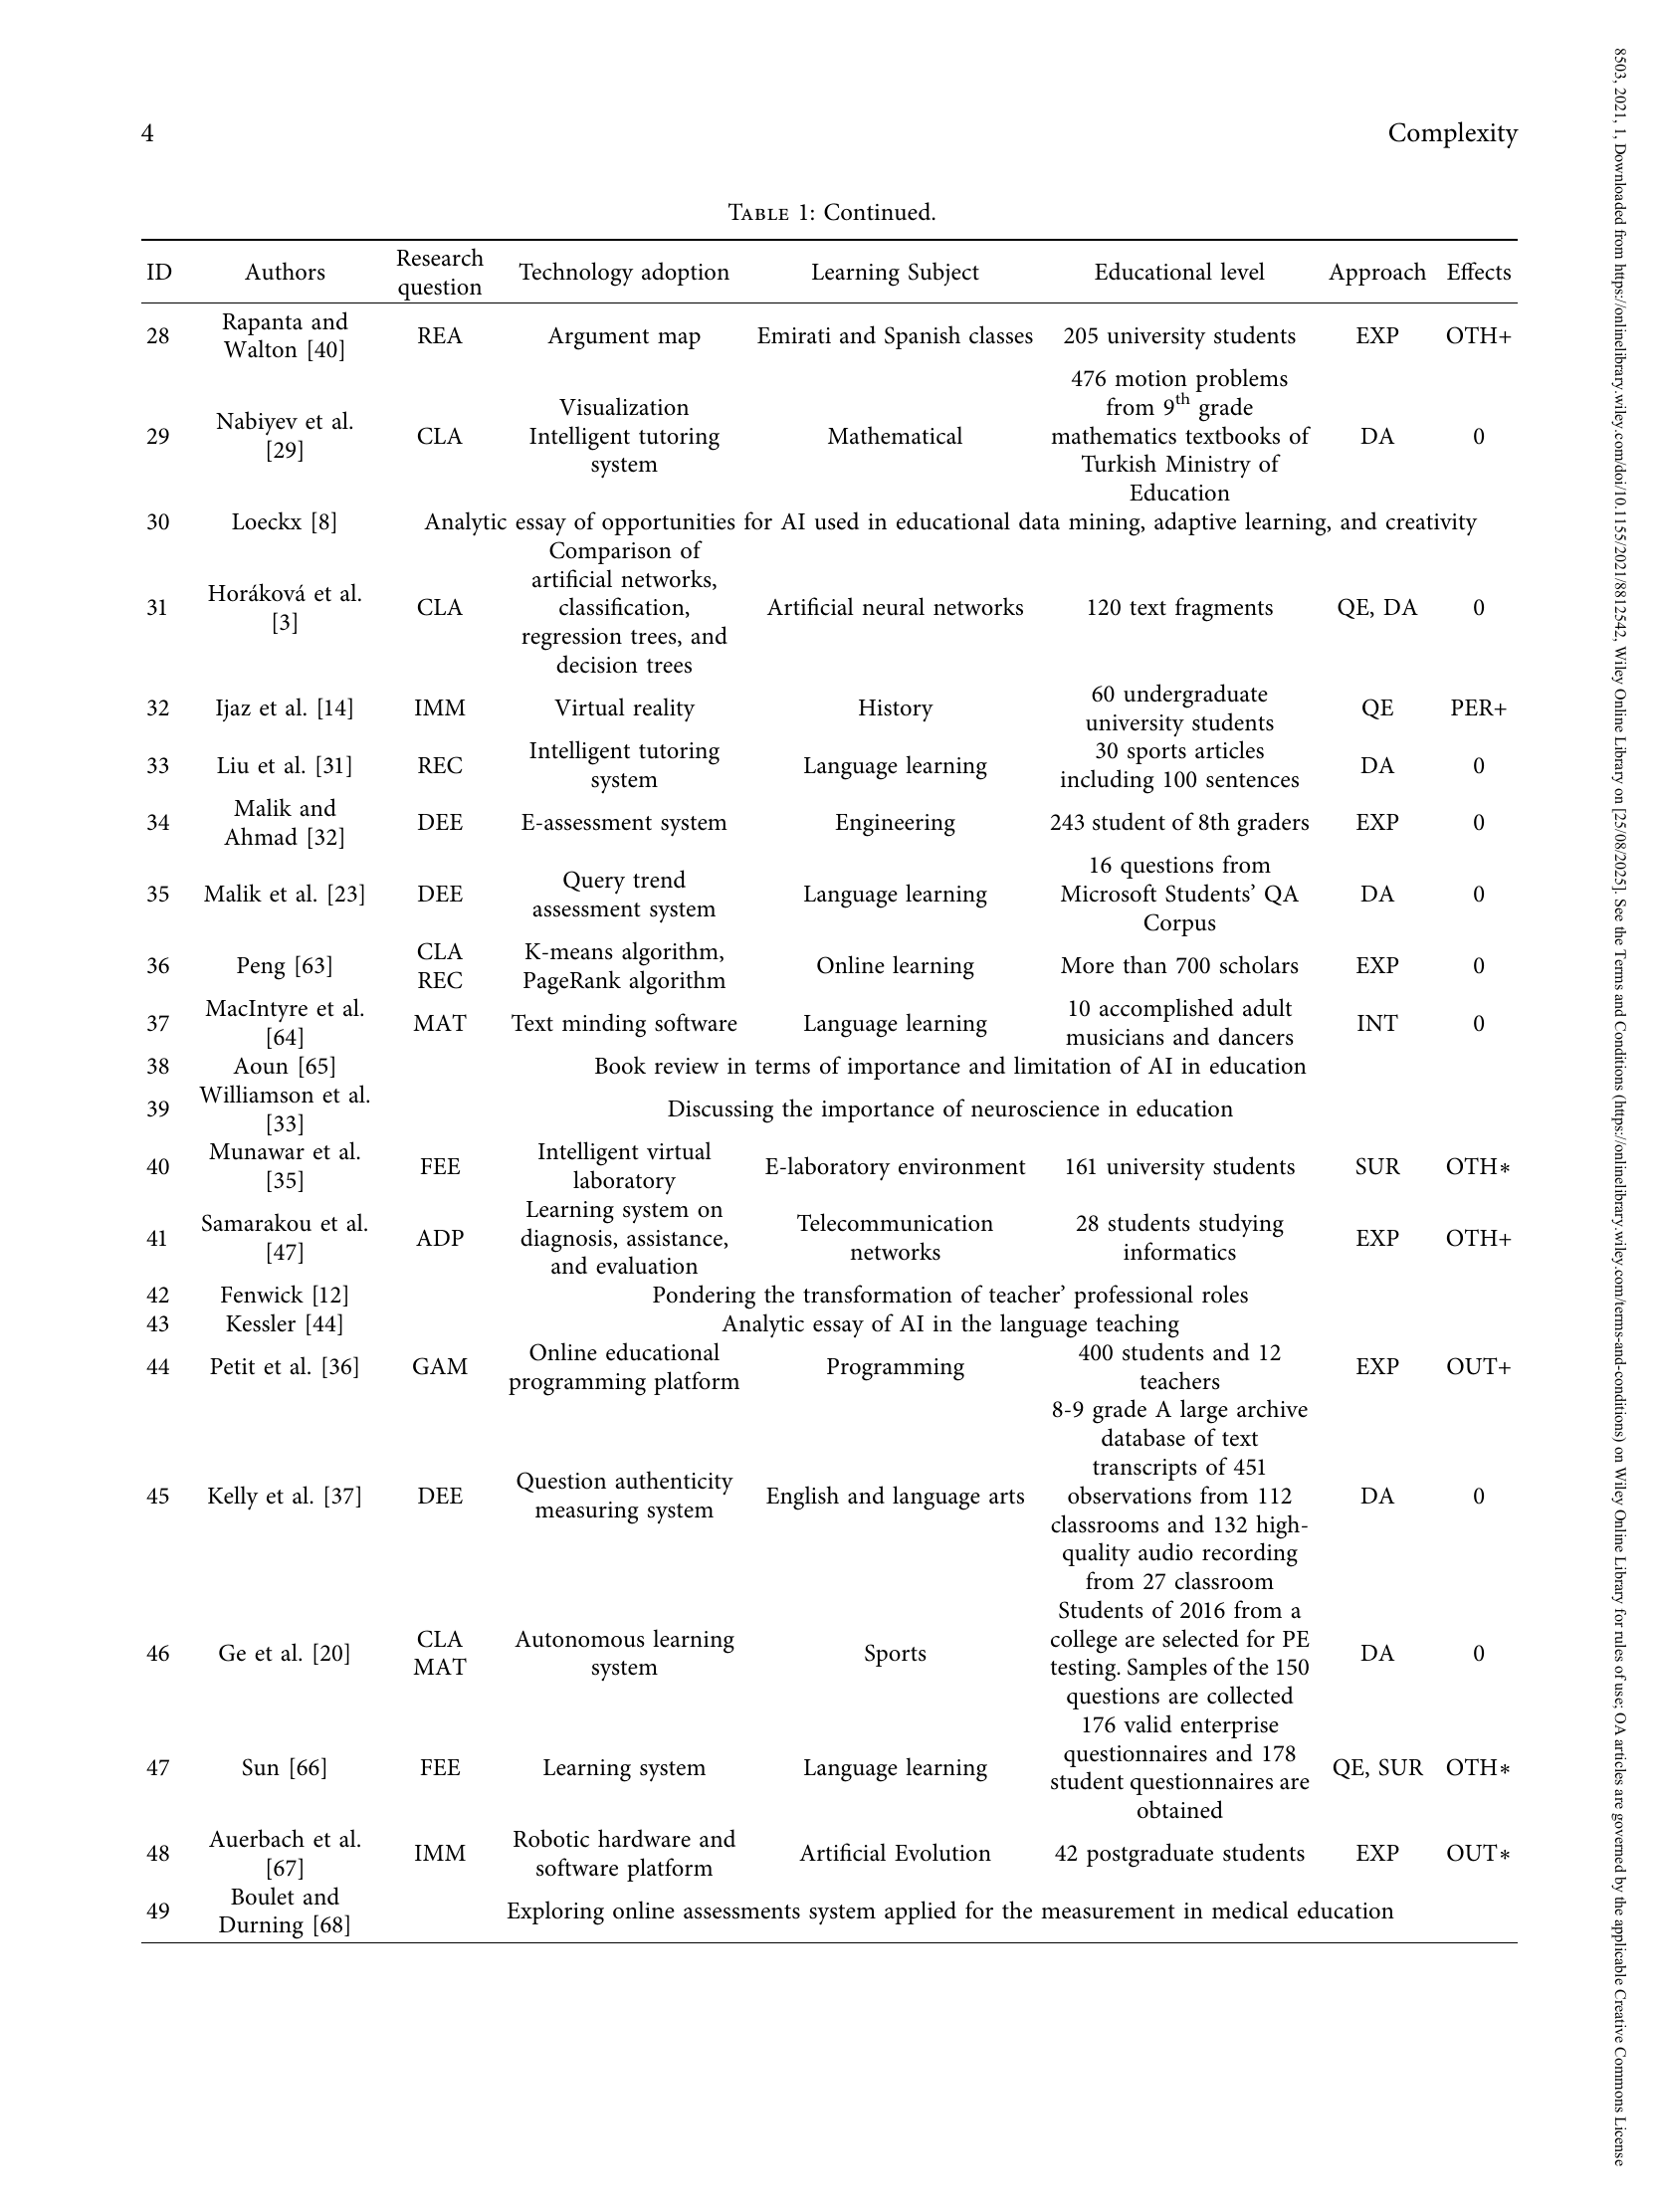 4
Complexity
TABLE 1: Continued.
ID Authors Research question Technology adoption Learning Subject Educational level Approach Effects
28 Rapanta and Walton [40] REA Argument map Emirati and Spanish classes 205 university students EXP OTH+
29 Nabiyev et al. [29] CLA Visualization Intelligent tutoring system Mathematical 476 motion problems from 9th grade mathematics textbooks of Turkish Ministry of Education DA 0
30 Loeckx [8] Analytic essay of opportunities for AI used in educational data mining, adaptive learning, and creativity
31 Horáková et al. [3] CLA Comparison of artificial networks, classification, regression trees, and decision trees Artificial neural networks 120 text fragments QE, DA 0
32 Ijaz et al. [14] IMM Virtual reality History 60 undergraduate university students QE PER+
33 Liu et al. [31] REC Intelligent tutoring system Language learning 30 sports articles including 100 sentences DA 0
34 Malik and Ahmad [32] DEE E-assessment system Engineering 243 student of 8th graders EXP 0
35 Malik et al. [23] DEE Query trend assessment system Language learning 16 questions from Microsoft Students' QA Corpus DA 0
36 Peng [63] CLA REC K-means algorithm, PageRank algorithm Online learning More than 700 scholars EXP 0
37 MacIntyre et al. [64] MAT Text minding software Language learning 10 accomplished adult musicians and dancers INT 0
38 Aoun [65] Book review in terms of importance and limitation of AI in education
39 Williamson et al. [33] Discussing the importance of neuroscience in education
40 Munawar et al. [35] FEE Intelligent virtual laboratory E-laboratory environment 161 university students SUR OTH∗
41 Samarakou et al. [47] ADP Learning system on diagnosis, assistance, and evaluation Telecommunication networks 28 students studying informatics EXP OTH+
42 Fenwick [12] Pondering the transformation of teacher' professional roles
43 Kessler [44] Analytic essay of AI in the language teaching
44 Petit et al. [36] GAM Online educational programming platform Programming 400 students and 12 teachers EXP OUT+
45 Kelly et al. [37] DEE Question authenticity measuring system English and language arts 8-9 grade A large archive database of text transcripts of 451 observations from 112 classrooms and 132 high-quality audio recording from 27 classroom DA 0
46 Ge et al. [20] CLA MAT Autonomous learning system Sports Students of 2016 from a college are selected for PE testing. Samples of the 150 questions are collected DA 0
47 Sun [66] FEE Learning system Language learning 176 valid enterprise questionnaires and 178 student questionnaires are obtained QE, SUR OTH∗
48 Auerbach et al. [67] IMM Robotic hardware and software platform Artificial Evolution 42 postgraduate students EXP OUT∗
49 Boulet and Durning [68] Exploring online assessments system applied for the measurement in medical education
8503, 2021, 1, Downloaded from https://onlinelibrary.wiley.com/doi/10.1155/2021/8812542, Wiley Online Library on [25/08/2025]. See the Terms and Conditions (https://onlinelibrary.wiley.com/terms-and-conditions) on Wiley Online Library for rules of use; OA articles are governed by the applicable Creative Commons License